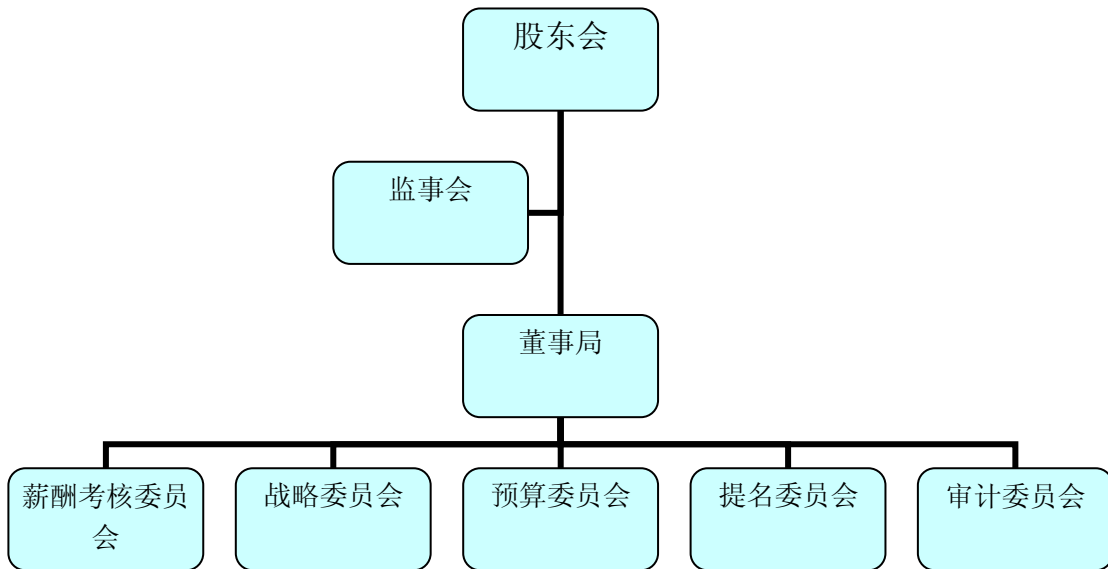 股东会
监事会
董事局
薪酬考核委员
会
战略委员会
预算委员会
提名委员会
审计委员会